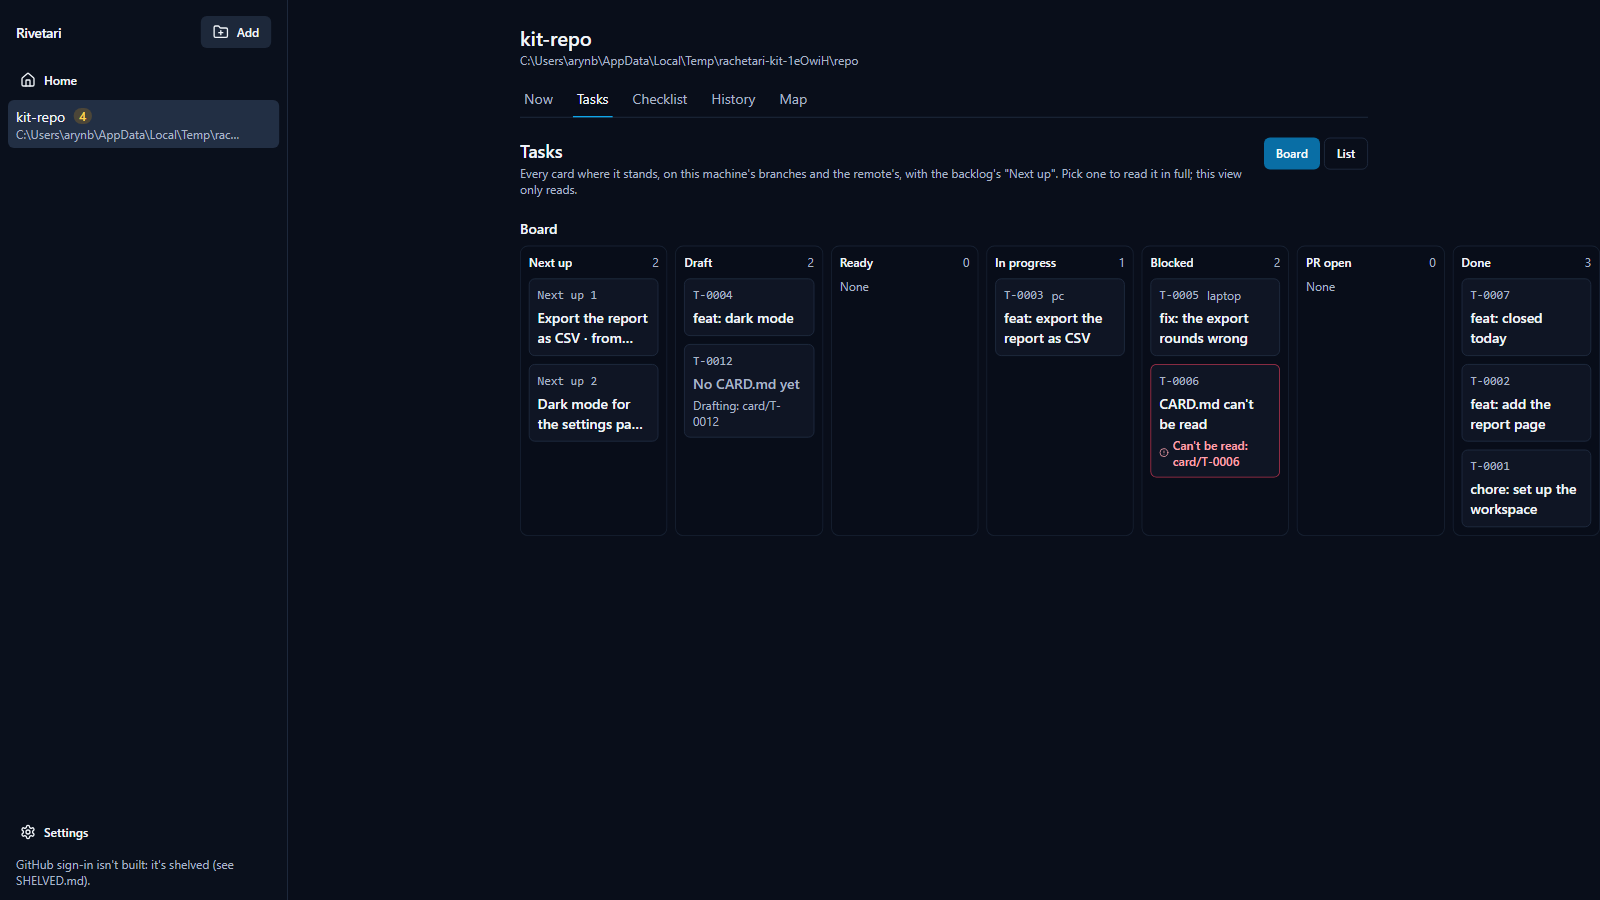 Rivetari
Add
Home
kit-repo 4
C:\Users\arynb\AppData\Local\Temp\rac...
Settings
GitHub sign-in isn't built: it's shelved (see
SHELVED.md).
kit-repo
C:\Users\arynb\AppData\Local\Temp\rachetari-kit-1eOwiH\repo
Now Tasks Checklist History Map
Tasks
Every card where it stands, on this machine's branches and the remote's, with the backlog's "Next up". Pick one to read it in full; this view
only reads.
Board List
Board
Next up 2
Next up 1
Export the report
as CSV · from...
Next up 2
Dark mode for
the settings pa...
Draft 2
T-0004
feat: dark mode
T-0012
No CARD.md yet
Drafting: card/T-
0012
Ready 0
None
In progress 1
T-0003 pc
feat: export the
report as CSV
Blocked 2
T-0005 laptop
fix: the export
rounds wrong
T-0006
CARD.md can't
be read
Can't be read:
card/T-0006
PR open 0
None
Done 3
T-0007
feat: closed
today
T-0002
feat: add the
report page
T-0001
chore: set up the
workspace